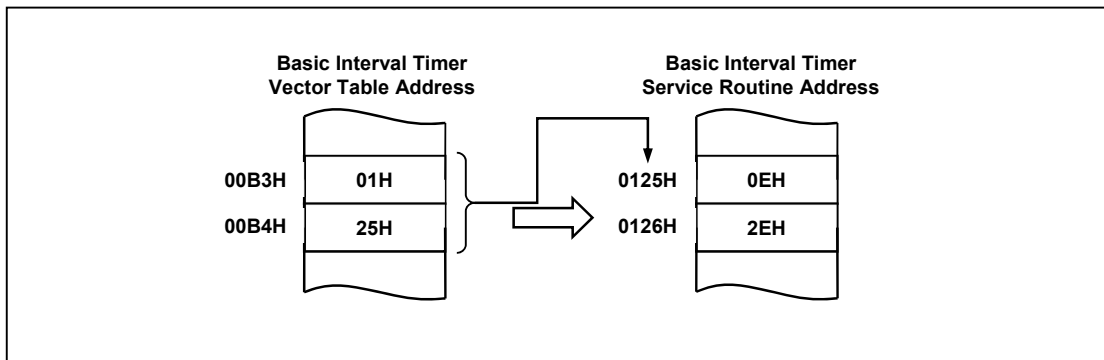 Basic Interval Timer
Vector Table Address
Basic Interval Timer
Service Routine Address
00B3H
01H
0125H
0EH
00B4H
25H
0126H
2EH